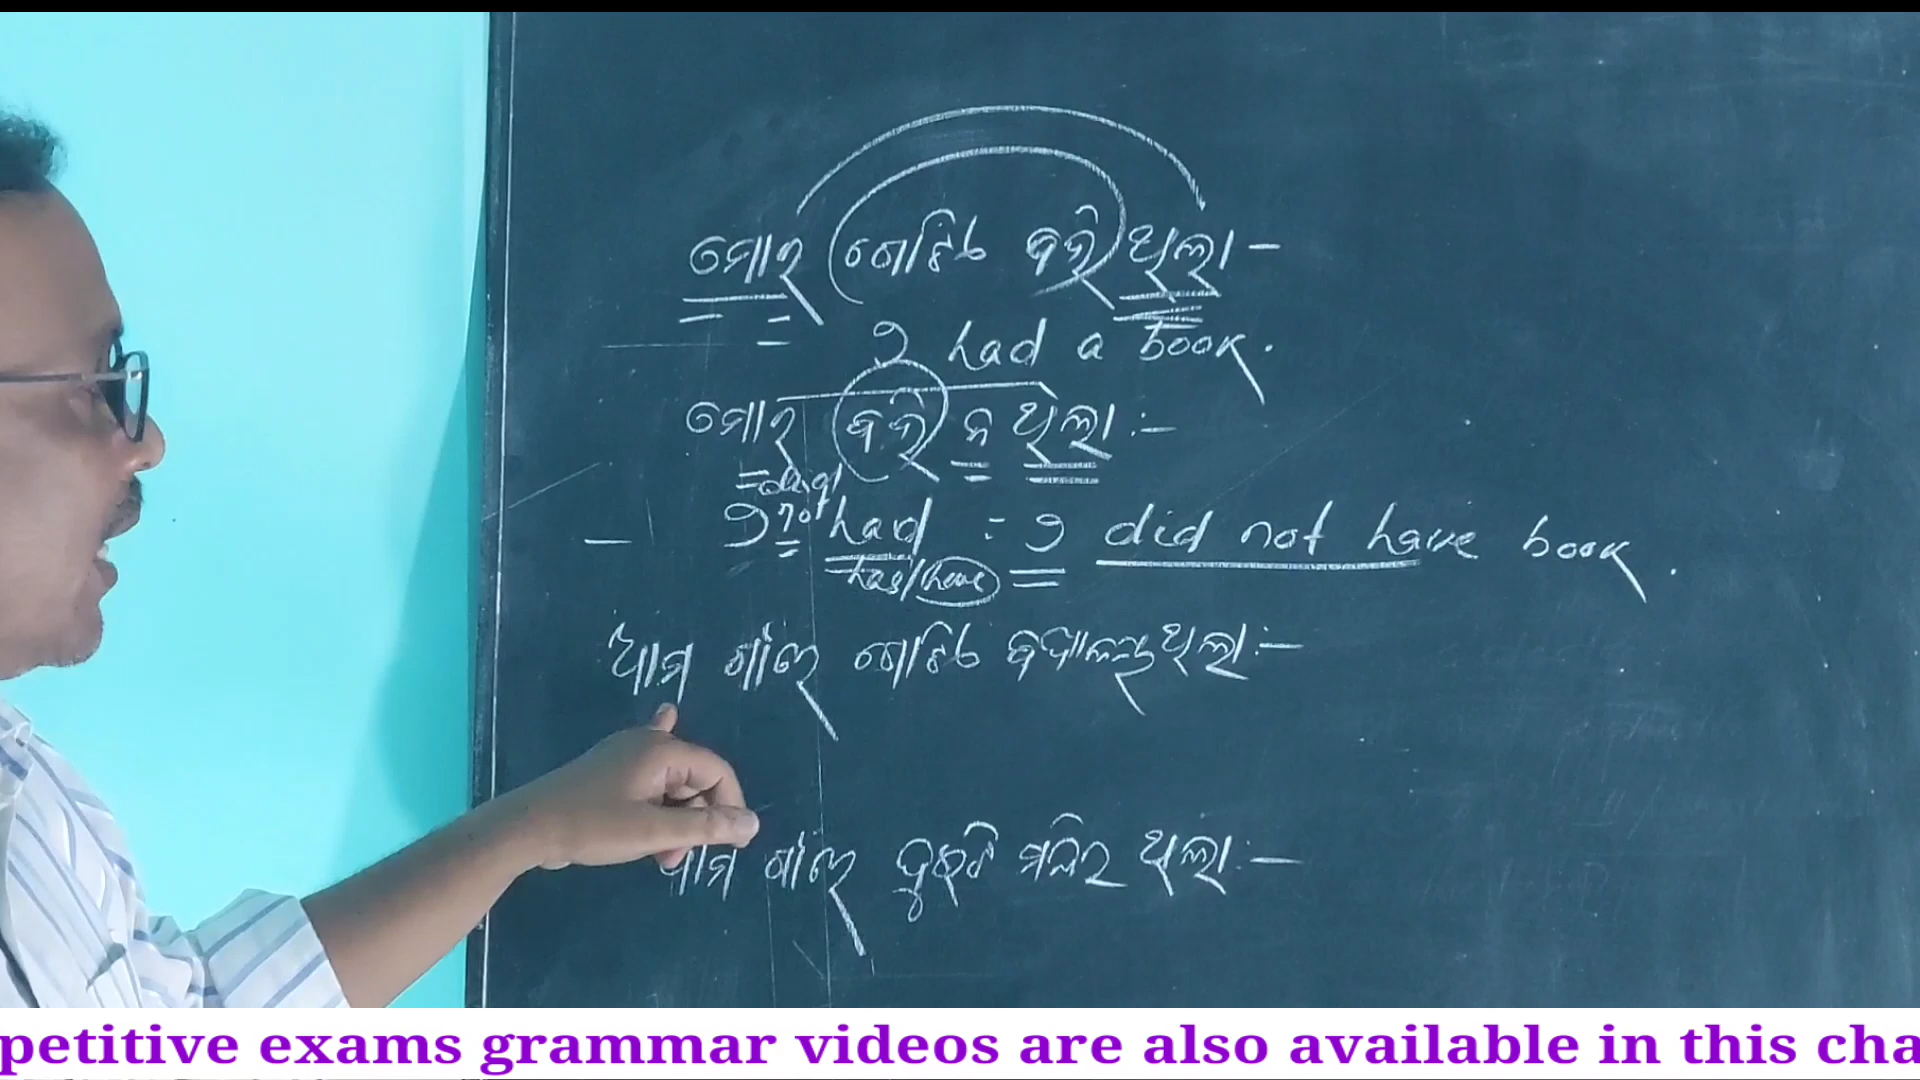 ମୋର ଗୋଟିଏ ବହି ଥିଲା -
I had a book.
ମୋର ବହି ନ ଥିଲା :-
I not had = I did not have book.
has/have
ଆମ ଗାଁରେ ଗୋଟିଏ ବିଦ୍ୟାଳୟ ଥିଲା :-
ଆମ ଗାଁରେ ଦୁଇଟି ମନ୍ଦିର ଥିଲା :-
petitive exams grammar videos are also available in this cha